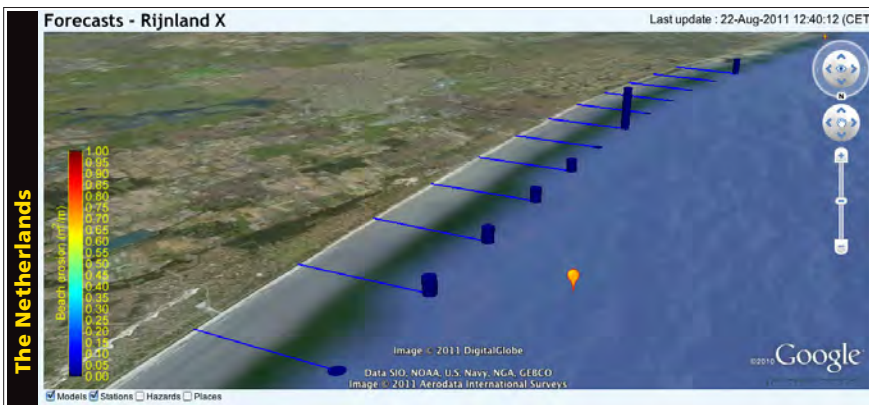 Forecasts - Rijnland X
Last update : 22-Aug-2011 12:40:12 (CET
The Netherlands
Beach erosion (m³/m)
1.00
0.95
0.90
0.85
0.80
0.75
0.70
0.65
0.60
0.55
0.50
0.45
0.40
0.35
0.30
0.25
0.20
0.15
0.10
0.05
0.00
N
Image © 2011 DigitalGlobe
Data SIO, NOAA, U.S. Navy, NGA, GEBCO
Image © 2011 Aerodata International Surveys
©2010 Google
Models Stations Hazards Places